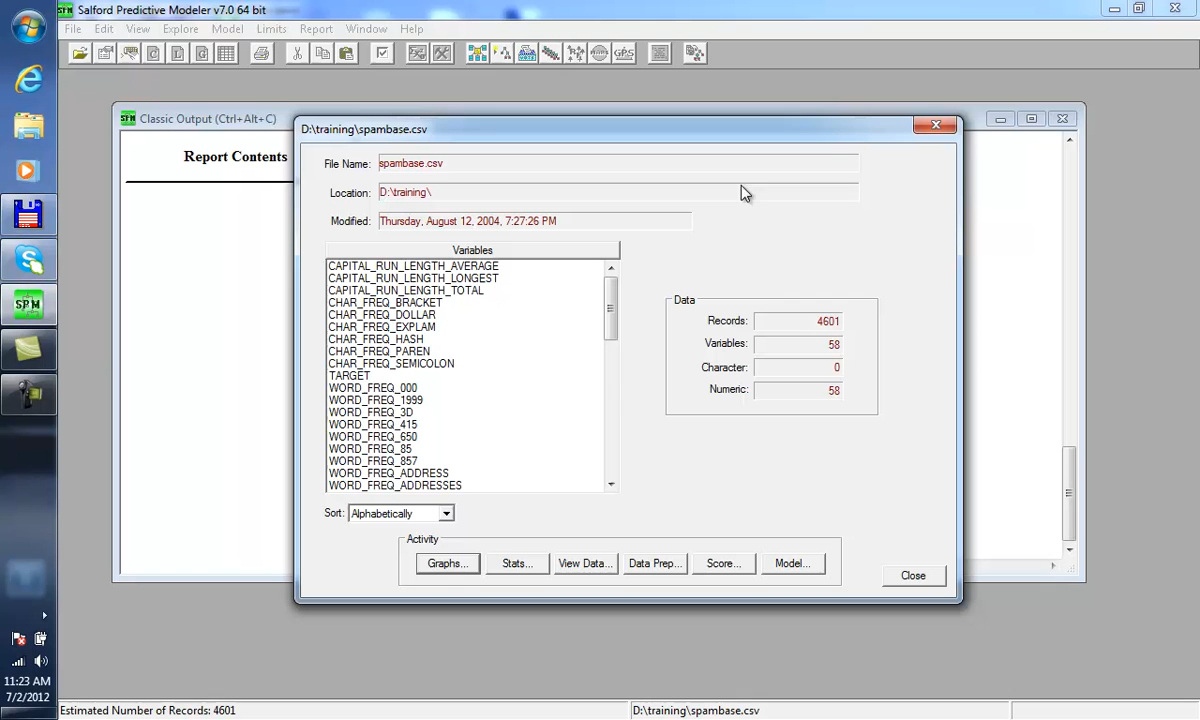 Salford Predictive Modeler v7.0 64 bit
File Edit View Explore Model Limits Report Window Help
Classic Output (Ctrl+Alt+C)
Report Contents
D:\training\spambase.csv
File Name: spambase.csv
Location: D:\training\
Modified: Thursday, August 12, 2004, 7:27:26 PM
Variables
CAPITAL_RUN_LENGTH_AVERAGE
CAPITAL_RUN_LENGTH_LONGEST
CAPITAL_RUN_LENGTH_TOTAL
CHAR_FREQ_BRACKET
CHAR_FREQ_DOLLAR
CHAR_FREQ_EXPLAM
CHAR_FREQ_HASH
CHAR_FREQ_PAREN
CHAR_FREQ_SEMICOLON
TARGET
WORD_FREQ_000
WORD_FREQ_1999
WORD_FREQ_3D
WORD_FREQ_415
WORD_FREQ_650
WORD_FREQ_85
WORD_FREQ_857
WORD_FREQ_ADDRESS
WORD_FREQ_ADDRESSES
Data
Records: 4601
Variables: 58
Character: 0
Numeric: 58
Sort: Alphabetically
Activity
Graphs... Stats... View Data... Data Prep... Score... Model...
Close
SPM
11:23 AM
7/2/2012
Estimated Number of Records: 4601
D:\training\spambase.csv